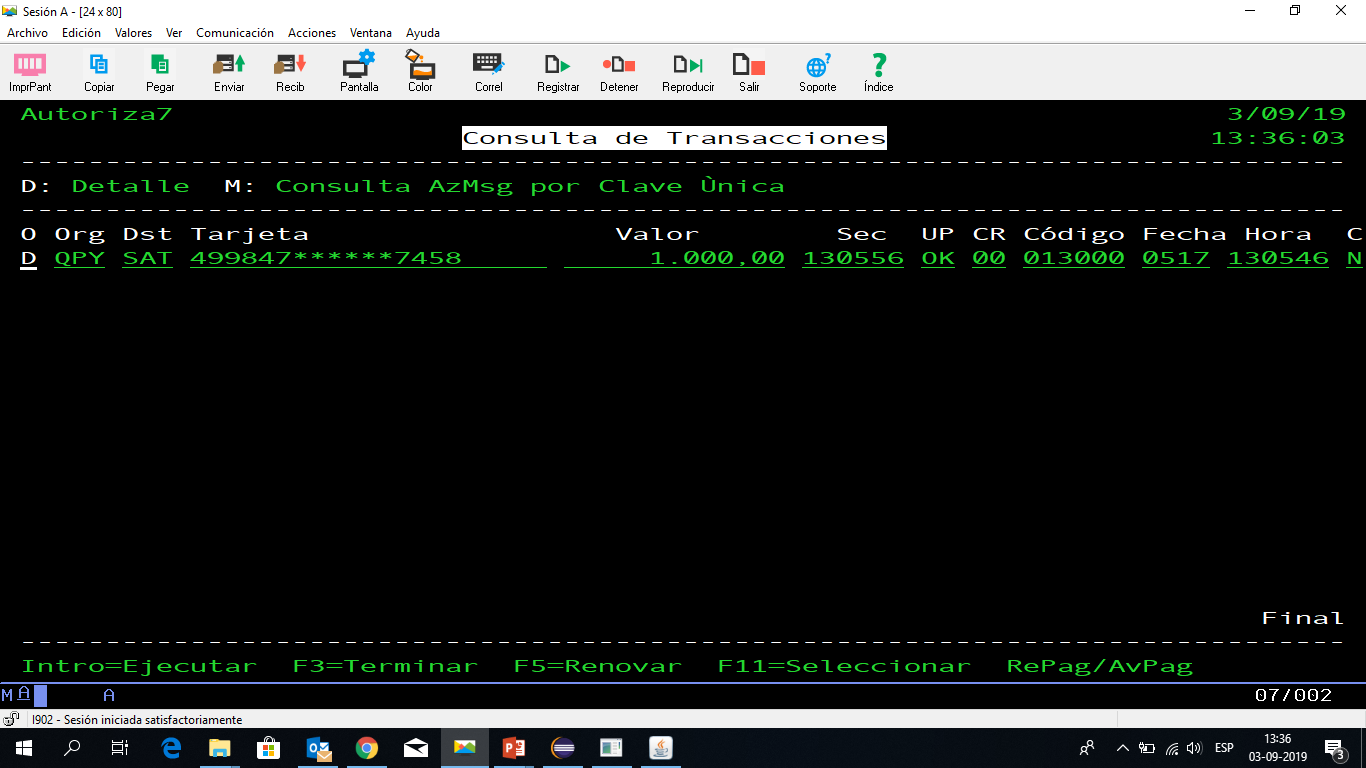 Sesión A - [24 x 80]
Archivo Edición Valores Ver Comunicación Acciones Ventana Ayuda
ImprPant Copiar Pegar Enviar Recib Pantalla Color Correl Registrar Detener Reproducir Salir Soporte Índice
Autoriza7 3/09/19
Consulta de Transacciones 13:36:03
D: Detalle M: Consulta AzMsg por Clave Ùnica
O Org Dst Tarjeta Valor Sec UP CR Código Fecha Hora C
D QPY SAT 499847******7458 1.000,00 130556 OK 00 013000 0517 130546 N
Final
Intro=Ejecutar F3=Terminar F5=Renovar F11=Seleccionar RePag/AvPag
MA A 07/002
I902 - Sesión iniciada satisfactoriamente
ESP 13:36
03-09-2019 3